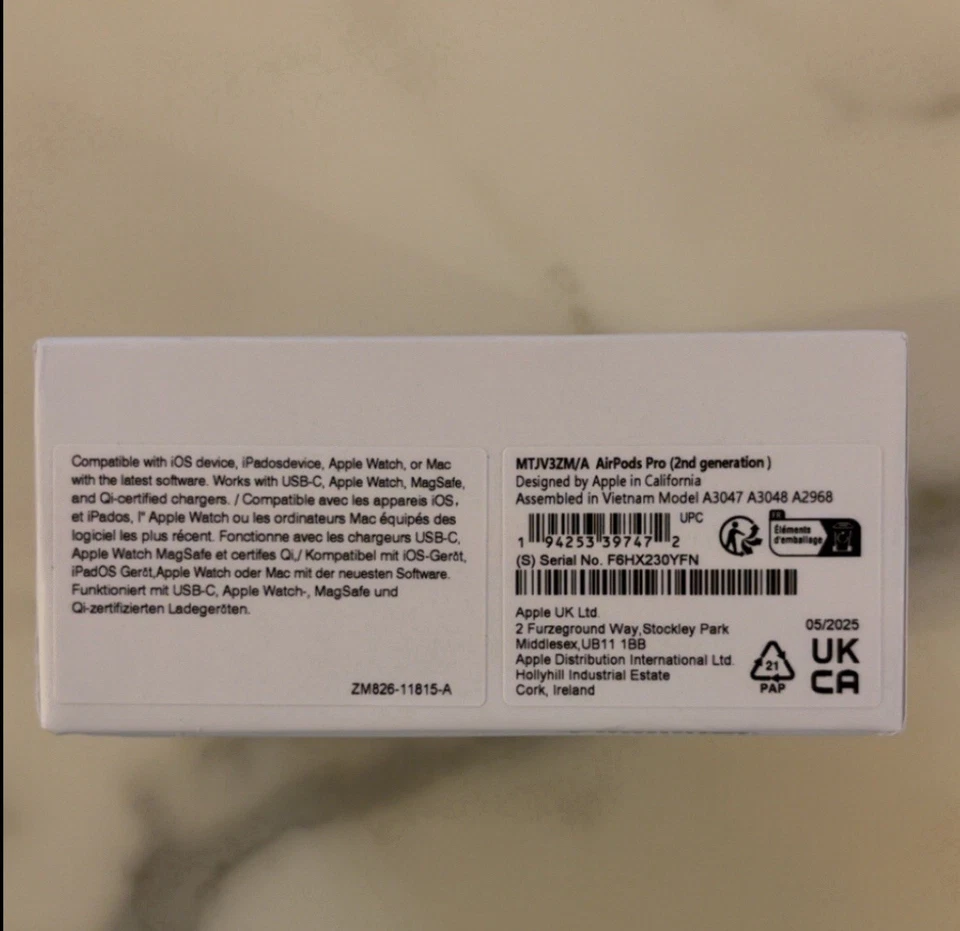 Compatible with iOS device, iPadosdevice, Apple Watch, or Mac
with the latest software. Works with USB-C, Apple Watch, MagSafe,
and Qi-certified chargers. / Compatible avec les appareis iOS,
et iPados, l" Apple Watch ou les ordinateurs Mac équipés des
logiciel les plus récent. Fonctionne avec les chargeurs USB-C,
Apple Watch MagSafe et certifes Qi./ Kompatibel mit iOS-Gerät,
iPadOS Gerät,Apple Watch oder Mac mit der neuesten Software.
Funktioniert mit USB-C, Apple Watch-, MagSafe und
Qi-zertifizierten Ladegeröten.
ZM826-11815-A
MTJV3ZM/A AirPods Pro (2nd generation )
Designed by Apple in California
Assembled in Vietnam Model A3047 A3048 A2968
UPC
1 94253 39747 2
FR
Éléments
d'emballage
(S) Serial No. F6HX230YFN
Apple UK Ltd.
2 Furzeground Way,Stockley Park
Middlesex,UB11 1BB
Apple Distribution International Ltd.
Hollyhill Industrial Estate
Cork, Ireland
21
PAP
05/2025
UK
CA